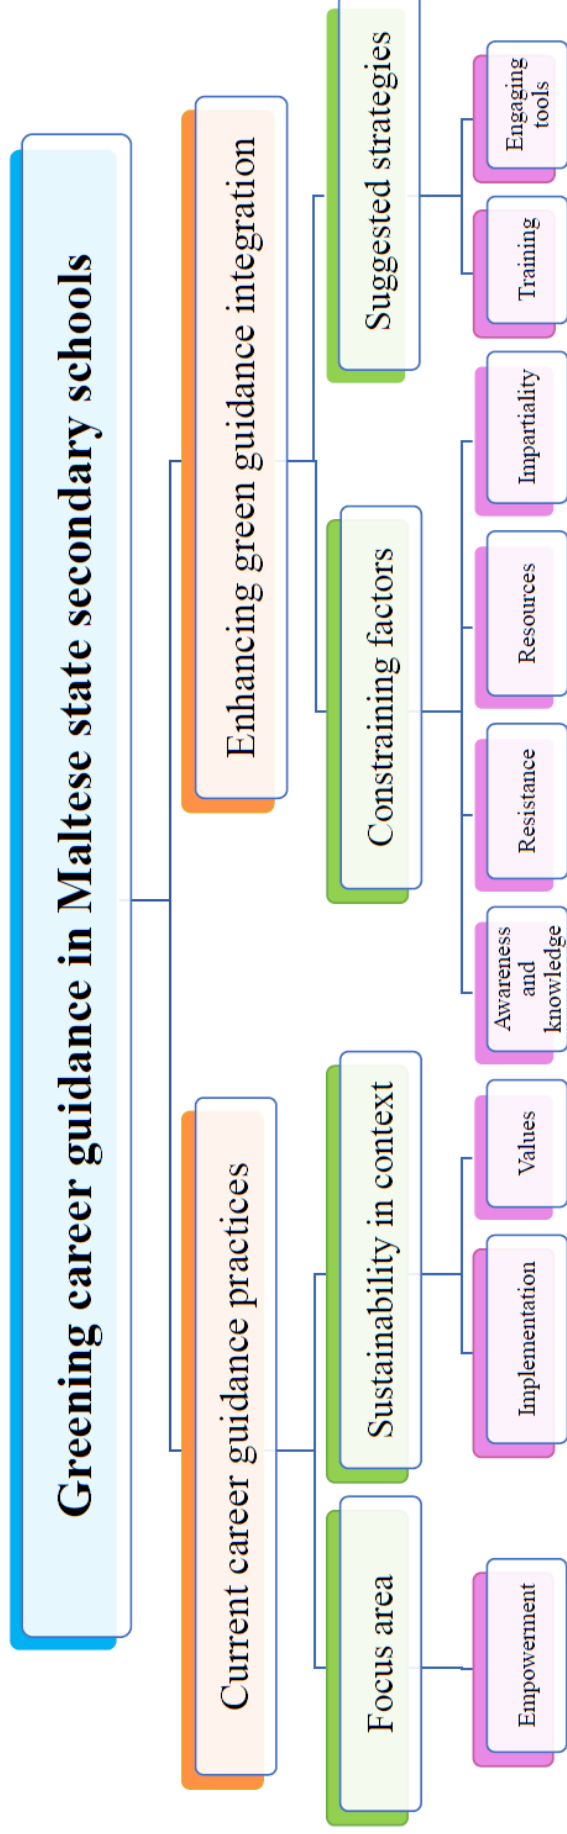 Greening career guidance in Maltese state secondary schools
Current career guidance practices
Enhancing green guidance integration
Focus area
Sustainability in context
Constraining factors
Suggested strategies
Empowerment
Implementation
Values
Awareness
and
knowledge
Resistance
Resources
Impartiality
Training
Engaging
tools